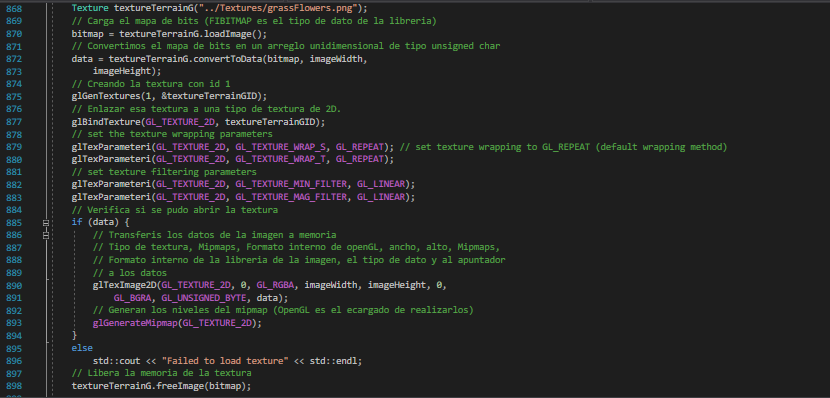 868 Texture textureTerrainG("../Textures/grassFlowers.png");
869 // Carga el mapa de bits (FIBITMAP es el tipo de dato de la libreria)
870 bitmap = textureTerrainG.loadImage();
871 // Convertimos el mapa de bits en un arreglo unidimensional de tipo unsigned char
872 data = textureTerrainG.convertToData(bitmap, imageWidth,
873 imageHeight);
874 // Creando la textura con id 1
875 glGenTextures(1, &textureTerrainGID);
876 // Enlazar esa textura a una tipo de textura de 2D.
877 glBindTexture(GL_TEXTURE_2D, textureTerrainGID);
878 // set the texture wrapping parameters
879 glTexParameteri(GL_TEXTURE_2D, GL_TEXTURE_WRAP_S, GL_REPEAT); // set texture wrapping to GL_REPEAT (default wrapping method)
880 glTexParameteri(GL_TEXTURE_2D, GL_TEXTURE_WRAP_T, GL_REPEAT);
881 // set texture filtering parameters
882 glTexParameteri(GL_TEXTURE_2D, GL_TEXTURE_MIN_FILTER, GL_LINEAR);
883 glTexParameteri(GL_TEXTURE_2D, GL_TEXTURE_MAG_FILTER, GL_LINEAR);
884 // Verifica si se pudo abrir la textura
885 if (data) {
886 // Transferis los datos de la imagen a memoria
887 // Tipo de textura, Mipmaps, Formato interno de openGL, ancho, alto, Mipmaps,
888 // Formato interno de la libreria de la imagen, el tipo de dato y al apuntador
889 // a los datos
890 glTexImage2D(GL_TEXTURE_2D, 0, GL_RGBA, imageWidth, imageHeight, 0,
891 GL_BGRA, GL_UNSIGNED_BYTE, data);
892 // Generan los niveles del mipmap (OpenGL es el ecargado de realizarlos)
893 glGenerateMipmap(GL_TEXTURE_2D);
894 }
895 else
896 std::cout << "Failed to load texture" << std::endl;
897 // Libera la memoria de la textura
898 textureTerrainG.freeImage(bitmap);